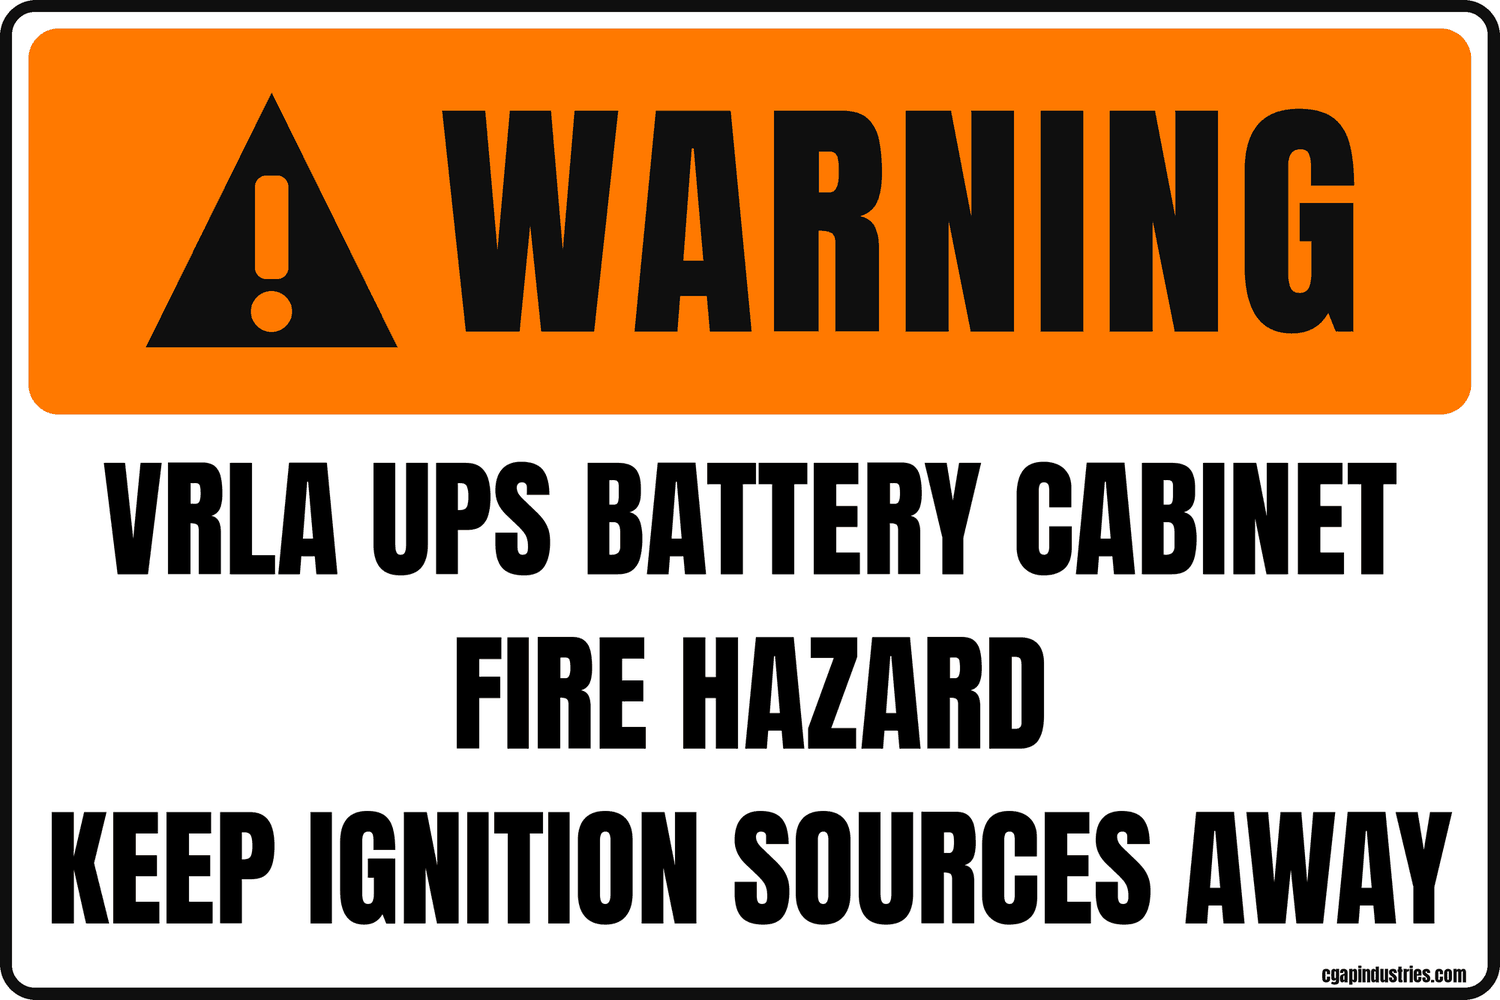 WARNING
VRLA UPS BATTERY CABINET
FIRE HAZARD
KEEP IGNITION SOURCES AWAY
cgapindustries.com